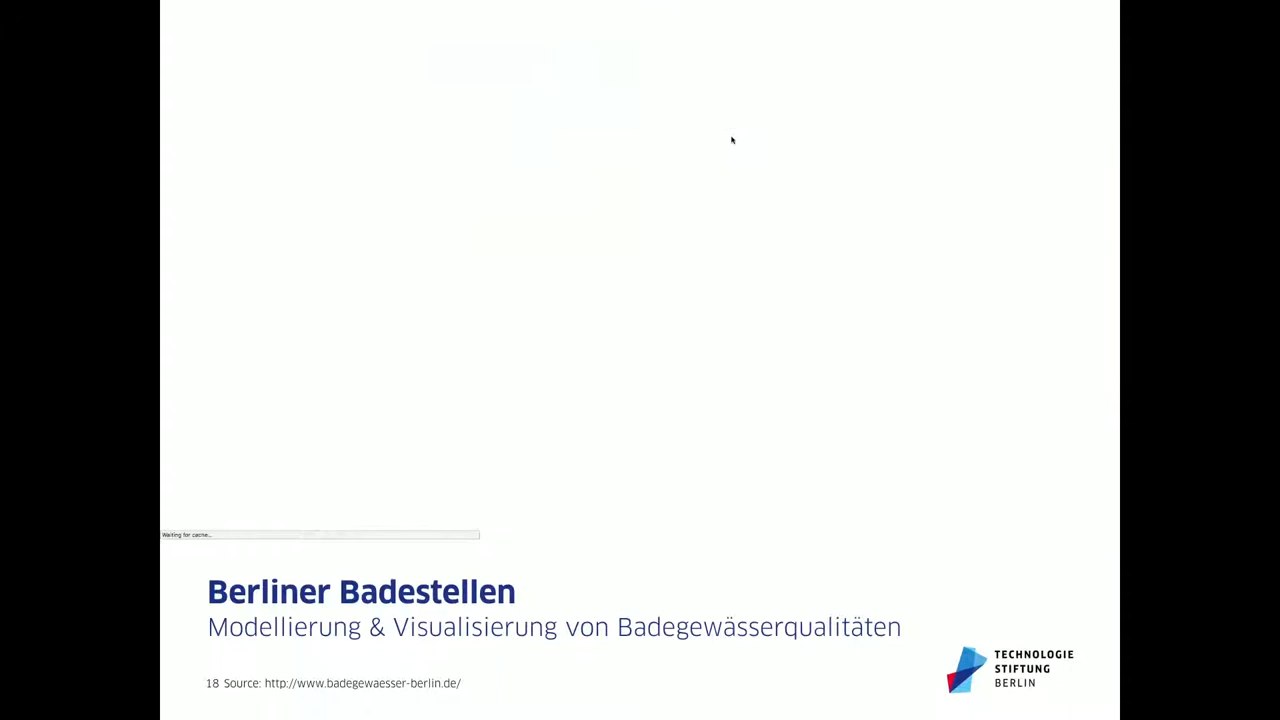 Waiting for cache...
Berliner Badestellen
Modellierung & Visualisierung von Badegewässerqualitäten
18 Source: http://www.badegewaesser-berlin.de/
TECHNOLOGIE
STIFTUNG
BERLIN